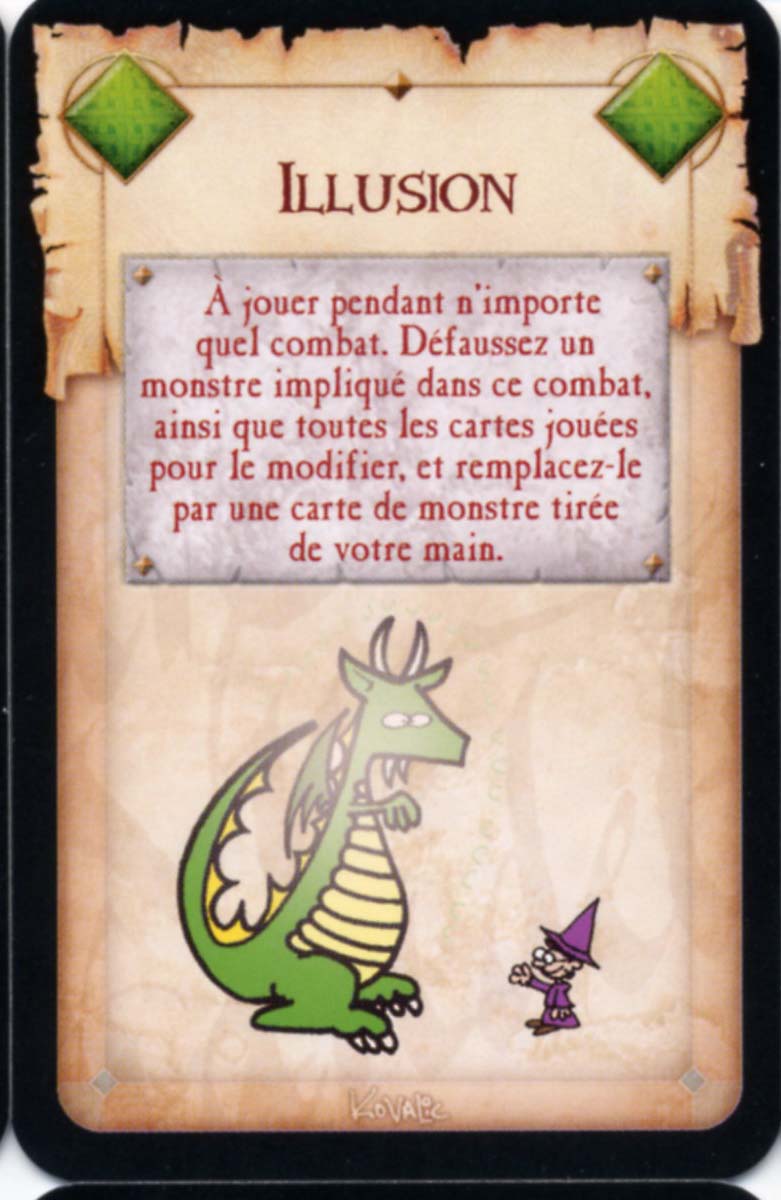 Illusion
À jouer pendant n'importe
quel combat. Défaussez un
monstre impliqué dans ce combat,
ainsi que toutes les cartes jouées
pour le modifier, et remplacez-le
par une carte de monstre tirée
de votre main.
Kovalic